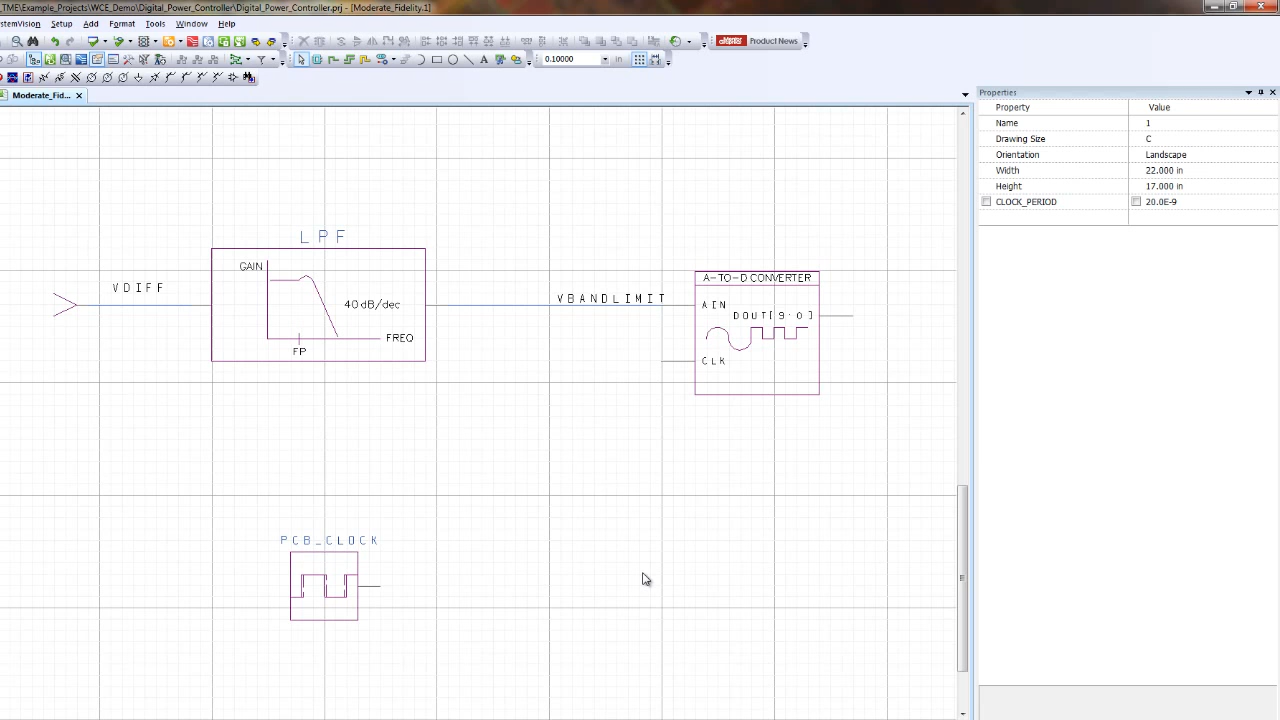 _TME\Example_Projects\WCE_Demo\Digital_Power_Controller\Digital_Power_Controller.prj - [Moderate_Fidelity.1]
stemVision Setup Add Format Tools Window Help
Product News
0.10000 in
Moderate_Fid...
Properties
Property Value
Name 1
Drawing Size C
Orientation Landscape
Width 22.000 in
Height 17.000 in
CLOCK_PERIOD 20.0E-9
LPF
GAIN
VDIFF
40 dB/dec
FREQ
FP
VBANDLIMIT
A-TO-D CONVERTER
AIN
DOUT[9:0]
CLK
PCB_CLOCK